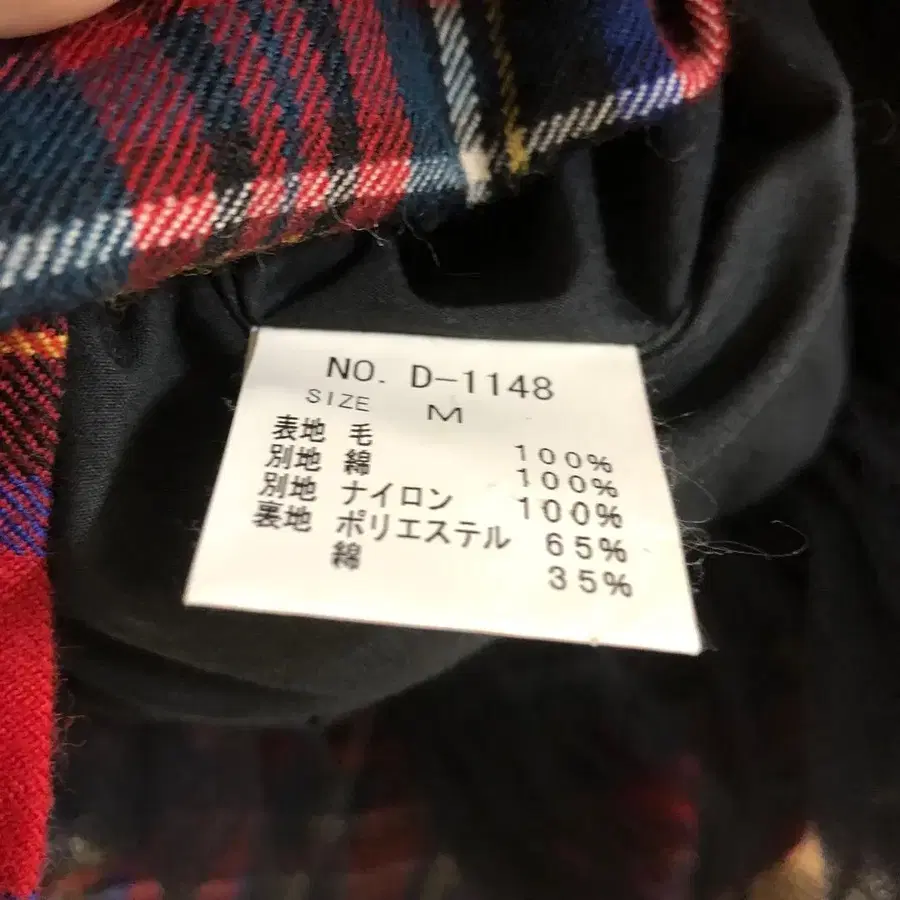 NO. D-1148
SIZE M
表地 毛 100%
別地 綿 100%
別地 ナイロン 100%
裏地 ポリエステル 65%
綿 35%